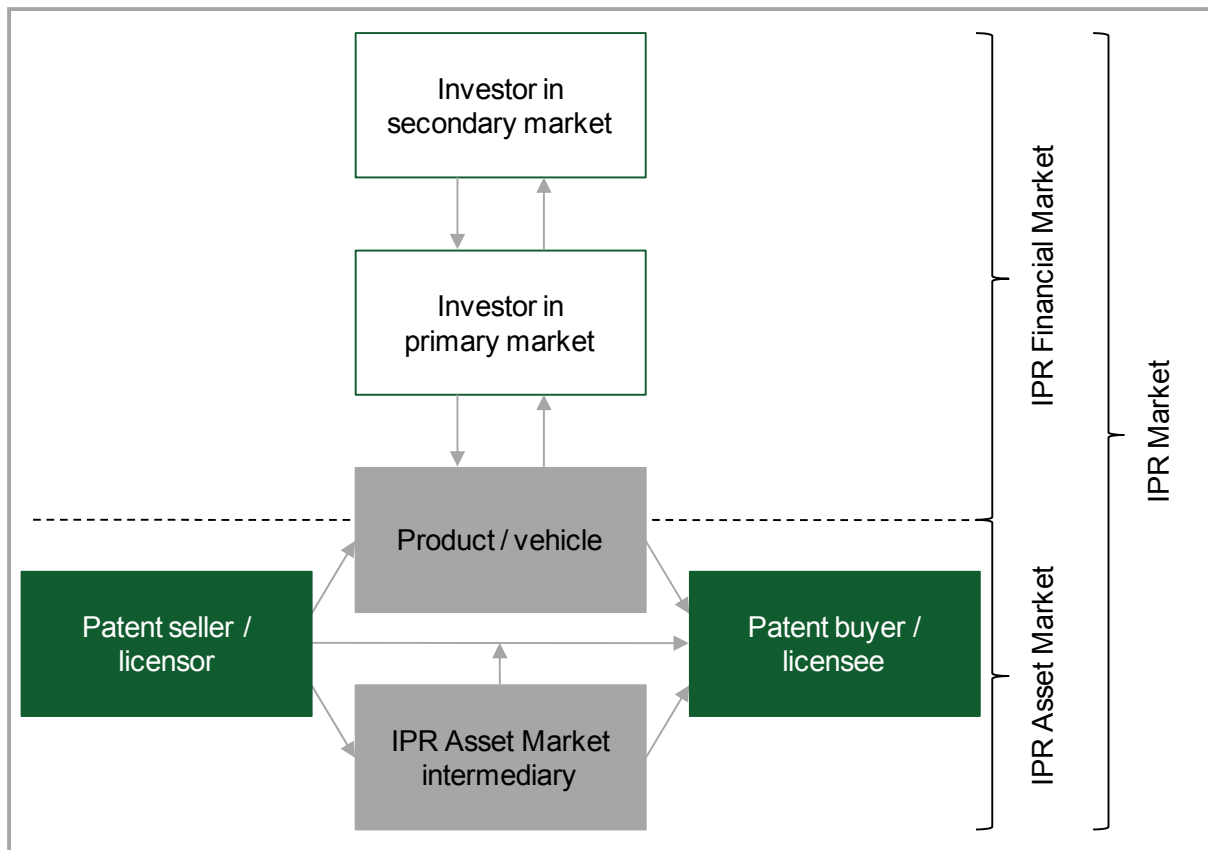 Investor in
secondary market
Investor in
primary market
Product / vehicle
Patent seller /
licensor
Patent buyer /
licensee
IPR Asset Market
intermediary
IPR Financial Market
IPR Asset Market
IPR Market